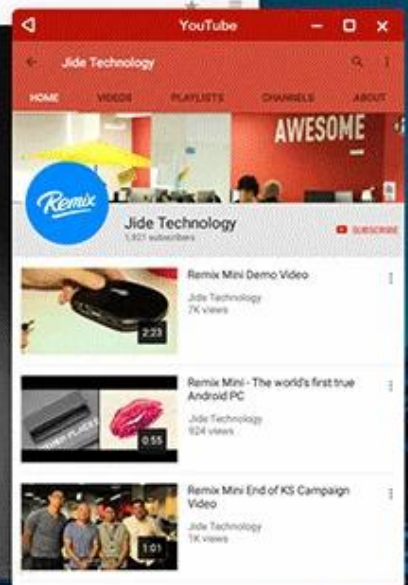 YouTube
Jide Technology
HOME VIDEOS PLAYLISTS CHANNELS ABOUT
AWESOME
Remix
Jide Technology
1,921 subscribers
SUBSCRIBE
Remix Mini Demo Video
Jide Technology
7K views
2:23
Remix Mini - The world's first true
Android PC
Jide Technology
924 views
0:55
Remix Mini End of KS Campaign
Video
Jide Technology
1K views
1:01